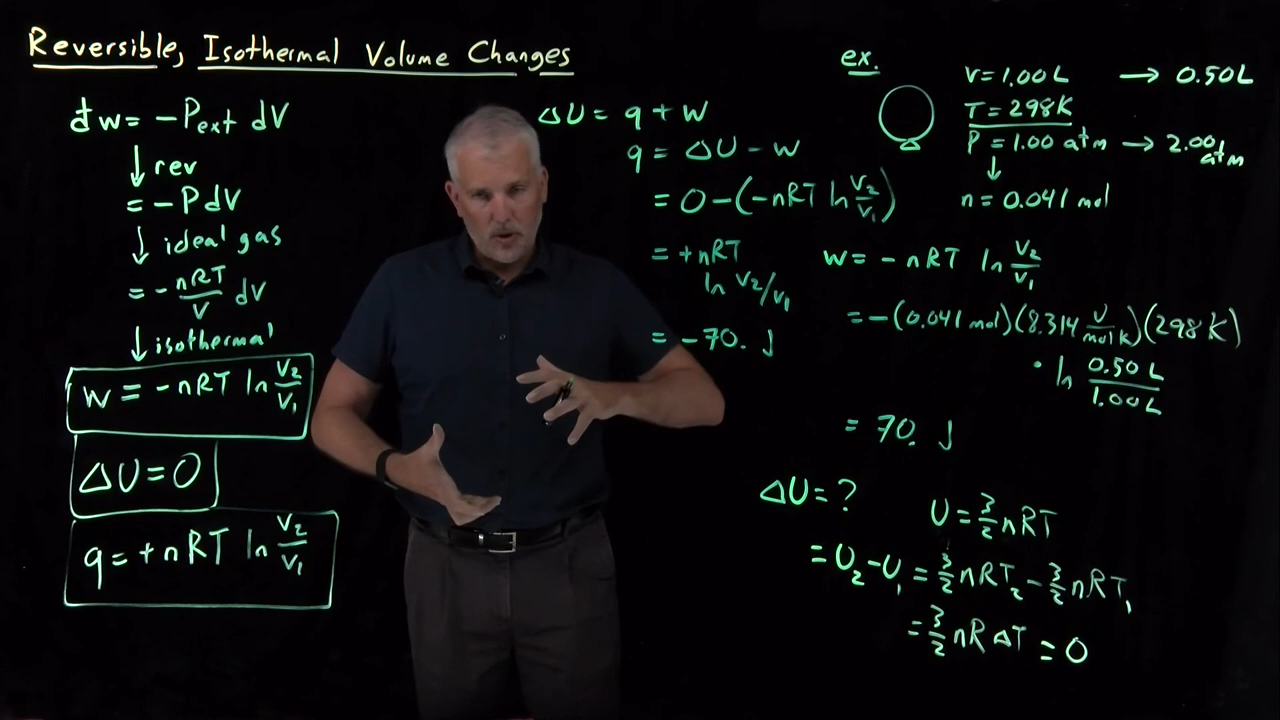 Reversible, Isothermal Volume Changes
đw = -P_ext dV
↓ rev
= -P dV
↓ ideal gas
= - nRT/V dV
↓ isothermal
w = -nRT ln V₂/V₁
ΔU = 0
q = +nRT ln V₂/V₁
ΔU = q + w
q = ΔU - w
= 0 - (-nRT ln V₂/V₁)
= +nRT
ln V₂/V₁
= -70. J
ex.
V = 1.00 L → 0.50 L
T = 298 K
P = 1.00 atm → 2.00 atm
↓
n = 0.041 mol
w = - nRT ln V₂/V₁
= -(0.041 mol)(8.314 J/mol K)(298 K)
· ln 0.50 L/1.00 L
= 70. J
ΔU = ?
U = 3/2 nRT
= U₂ - U₁ = 3/2 nRT₂ - 3/2 nRT₁
= 3/2 nR ΔT = 0